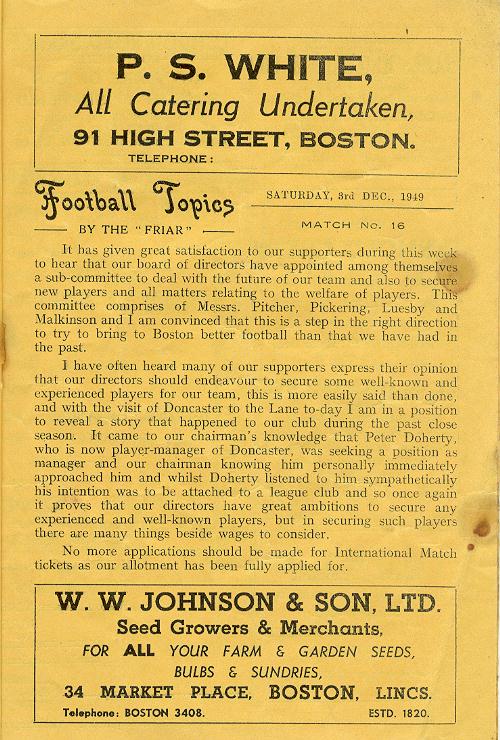 P. S. WHITE,
All Catering Undertaken,
91 HIGH STREET, BOSTON.
TELEPHONE:
Football Topics
BY THE "FRIAR"
SATURDAY, 3rd DEC., 1949
MATCH No. 16
It has given great satisfaction to our supporters during this week
to hear that our board of directors have appointed among themselves
a sub-committee to deal with the future of our team and also to secure
new players and all matters relating to the welfare of players. This
committee comprises of Messrs. Pitcher, Pickering, Luesby and
Malkinson and I am convinced that this is a step in the right direction
to try to bring to Boston better football than that we have had in
the past.
I have often heard many of our supporters express their opinion
that our directors should endeavour to secure some well-known and
experienced players for our team, this is more easily said than done,
and with the visit of Doncaster to the Lane to-day I am in a position
to reveal a story that happened to our club during the past close
season. It came to our chairman's knowledge that Peter Doherty,
who is now player-manager of Doncaster, was seeking a position as
manager and our chairman knowing him personally immediately
approached him and whilst Doherty listened to him sympathetically
his intention was to be attached to a league club and so once again
it proves that our directors have great ambitions to secure any
experienced and well-known players, but in securing such players
there are many things beside wages to consider.
No more applications should be made for International Match
tickets as our allotment has been fully applied for.
W. W. JOHNSON & SON, LTD.
Seed Growers & Merchants,
FOR ALL YOUR FARM & GARDEN SEEDS,
BULBS & SUNDRIES,
34 MARKET PLACE, BOSTON, LINCS.
Telephone: BOSTON 3408. ESTD. 1820.